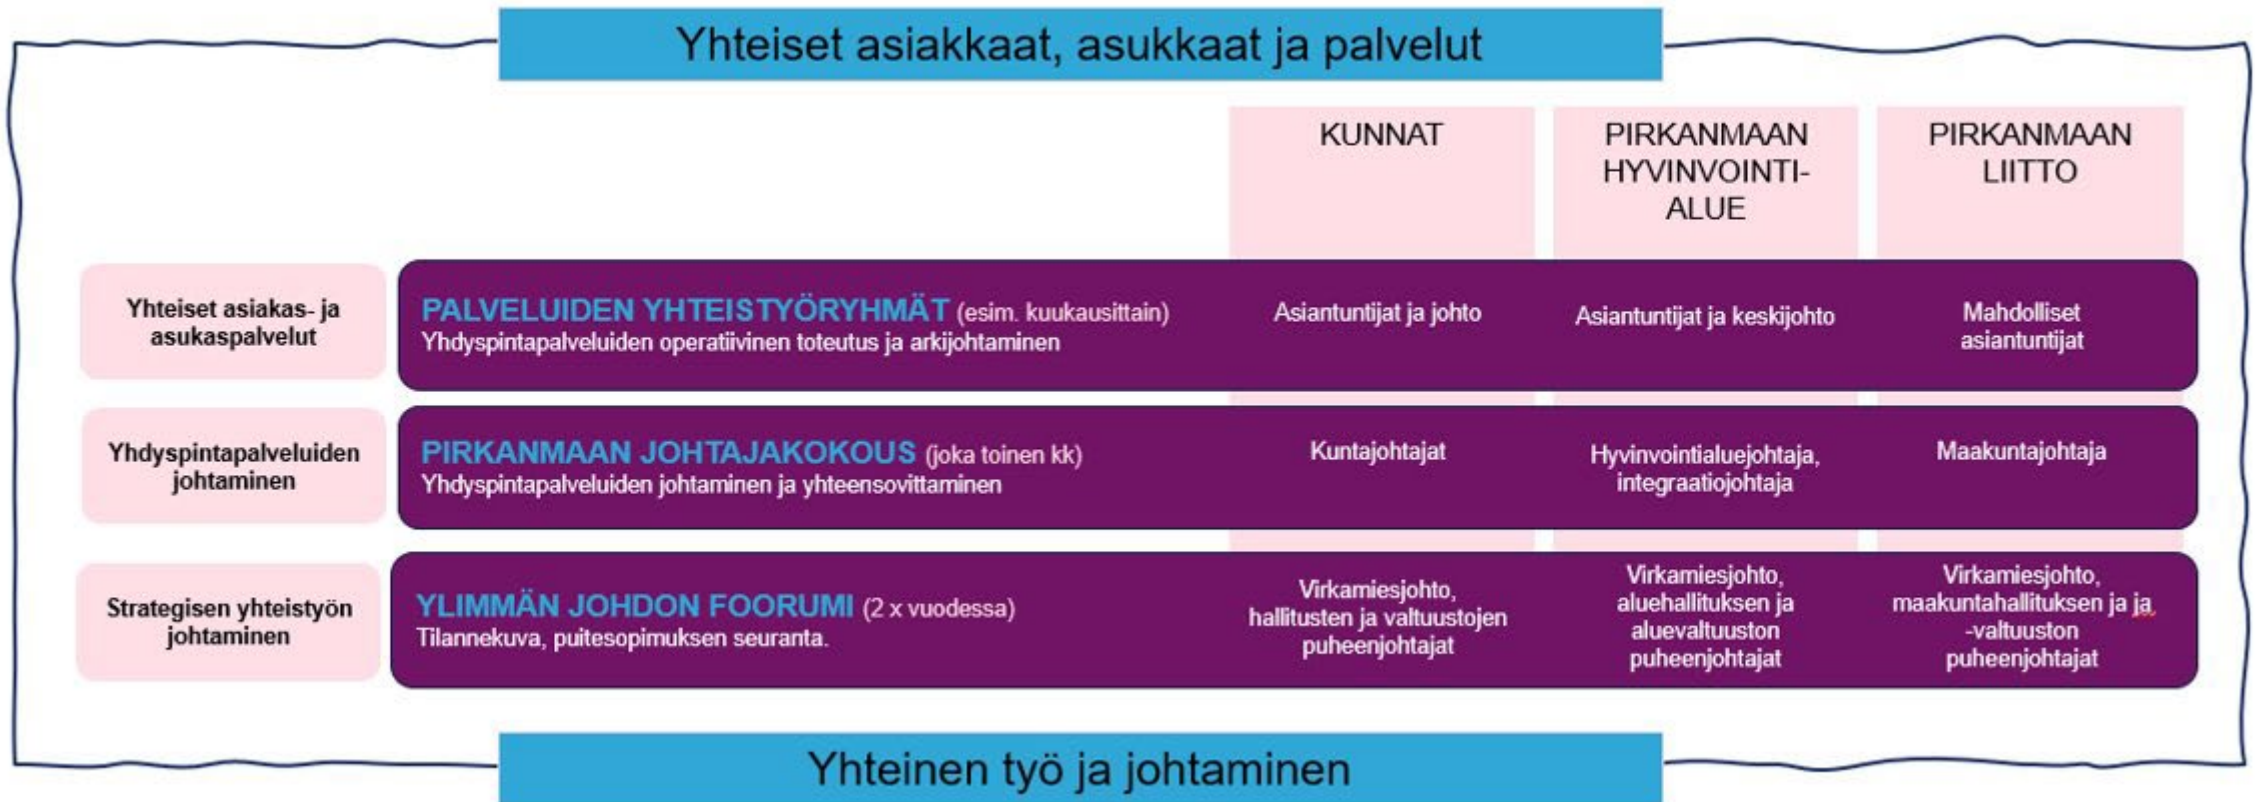 Yhteiset asiakkaat, asukkaat ja palvelut
KUNNAT
PIRKANMAAN
HYVINVOINTI-
ALUE
PIRKANMAAN
LIITTO
Yhteiset asiakas- ja
asukaspalvelut
PALVELUIDEN YHTEISTYÖRYHMÄT (esim. kuukausittain)
Yhdyspintapalveluiden operatiivinen toteutus ja arkijohtaminen
Asiantuntijat ja johto
Asiantuntijat ja keskijohto
Mahdolliset
asiantuntijat
Yhdyspintapalveluiden
johtaminen
PIRKANMAAN JOHTAJAKOKOUS (joka toinen kk)
Yhdyspintapalveluiden johtaminen ja yhteensovittaminen
Kuntajohtajat
Hyvinvointialuejohtaja,
integraatiojohtaja
Maakuntajohtaja
Strategisen yhteistyön
johtaminen
YLIMMÄN JOHDON FOORUMI (2 x vuodessa)
Tilannekuva, puitesopimuksen seuranta.
Virkamiesjohto,
hallitusten ja valtuustojen
puheenjohtajat
Virkamiesjohto,
aluehallituksen ja
aluevaltuuston
puheenjohtajat
Virkamiesjohto,
maakuntahallituksen ja ja
-valtuuston
puheenjohtajat
Yhteinen työ ja johtaminen